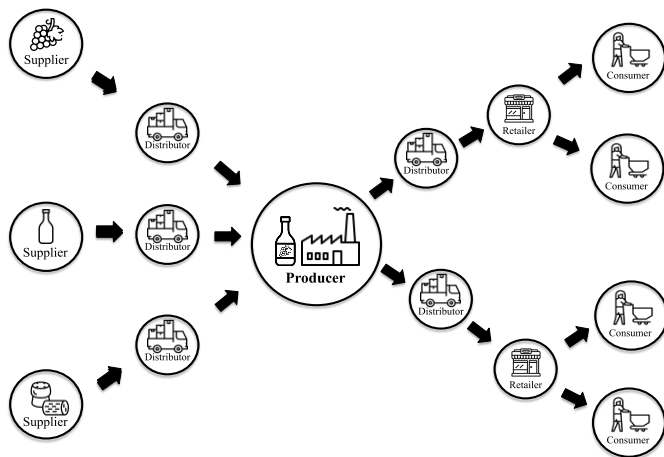 Supplier
Distributor
Supplier
Distributor
Supplier
Distributor
Producer
Distributor
Retailer
Consumer
Consumer
Distributor
Retailer
Consumer
Consumer